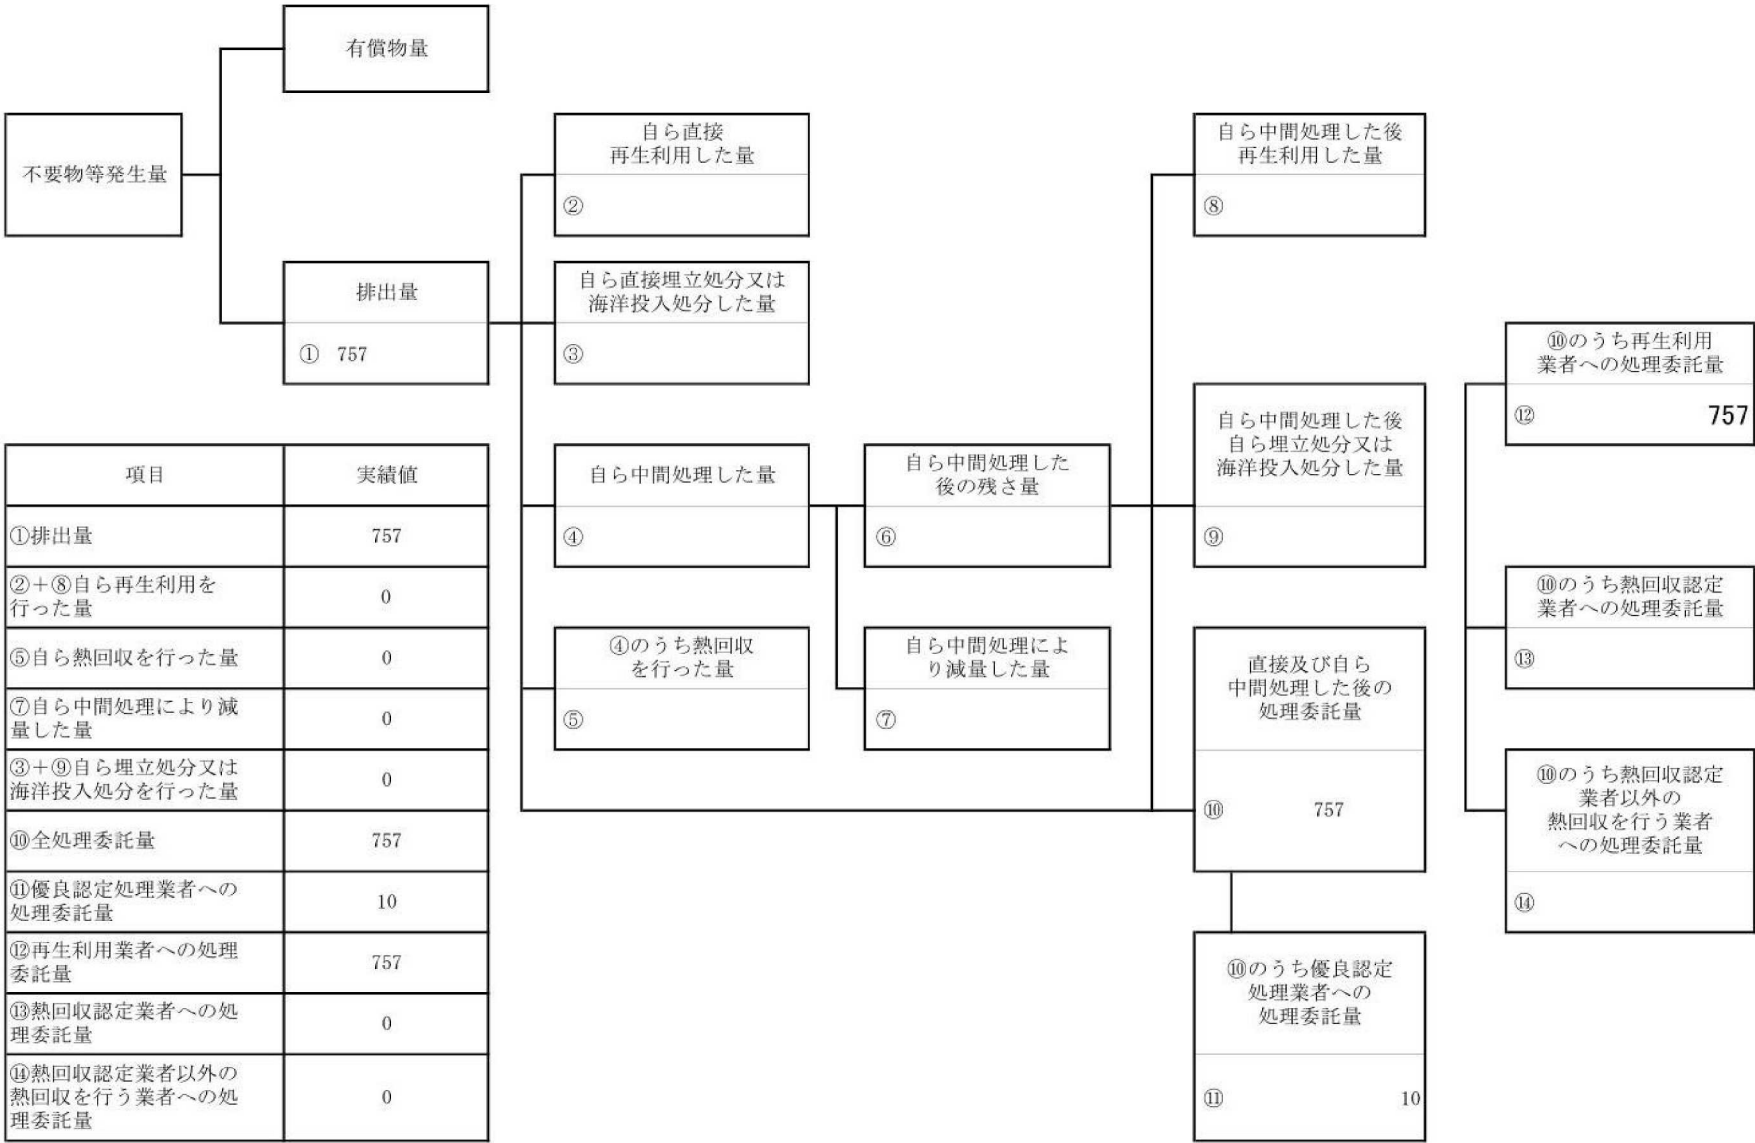 有償物量
不要物等発生量
排出量
① 757
自ら直接
再生利用した量
②
自ら直接埋立処分又は
海洋投入処分した量
③
自ら中間処理した量
④
④のうち熱回収
を行った量
⑤
自ら中間処理した
後の残さ量
⑥
自ら中間処理によ
り減量した量
⑦
自ら中間処理した後
再生利用した量
⑧
自ら中間処理した後
自ら埋立処分又は
海洋投入処分した量
⑨
直接及び自ら
中間処理した後の
処理委託量
⑩ 757
⑩のうち優良認定
処理業者への
処理委託量
⑪ 10
⑩のうち再生利用
業者への処理委託量
⑫ 757
⑩のうち熱回収認定
業者への処理委託量
⑬
⑩のうち熱回収認定
業者以外の
熱回収を行う業者
への処理委託量
⑭
項目 実績値
①排出量 757
②+⑧自ら再生利用を
行った量 0
⑤自ら熱回収を行った量 0
⑦自ら中間処理により減
量した量 0
③+⑨自ら埋立処分又は
海洋投入処分を行った量 0
⑩全処理委託量 757
⑪優良認定処理業者への
処理委託量 10
⑫再生利用業者への処理
委託量 757
⑬熱回収認定業者への処
理委託量 0
⑭熱回収認定業者以外の
熱回収を行う業者への処
理委託量 0